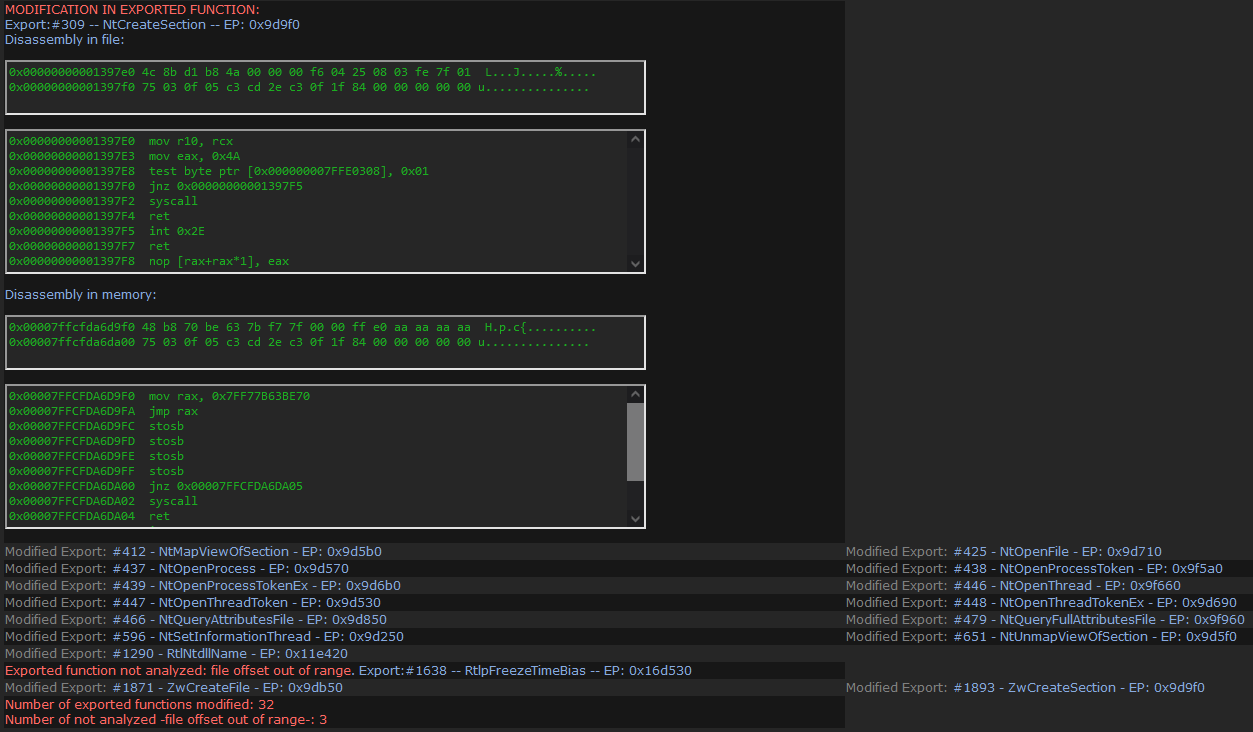 MODIFICATION IN EXPORTED FUNCTION:
Export:#309 -- NtCreateSection -- EP: 0x9d9f0
Disassembly in file:
0x00000000001397e0 4c 8b d1 b8 4a 00 00 00 f6 04 25 08 03 fe 7f 01  L...J.....%.....
0x00000000001397f0 75 03 0f 05 c3 cd 2e c3 0f 1f 84 00 00 00 00 00 u...............
0x00000000001397E0  mov r10, rcx
0x00000000001397E3  mov eax, 0x4A
0x00000000001397E8  test byte ptr [0x000000007FFE0308], 0x01
0x00000000001397F0  jnz 0x00000000001397F5
0x00000000001397F2  syscall
0x00000000001397F4  ret
0x00000000001397F5  int 0x2E
0x00000000001397F7  ret
0x00000000001397F8  nop [rax+rax*1], eax
Disassembly in memory:
0x00007ffcfda6d9f0 48 b8 70 be 63 7b f7 7f 00 00 ff e0 aa aa aa aa  H.p.c{..........
0x00007ffcfda6da00 75 03 0f 05 c3 cd 2e c3 0f 1f 84 00 00 00 00 00 u...............
0x00007FFCFDA6D9F0  mov rax, 0x7FF77B63BE70
0x00007FFCFDA6D9FA  jmp rax
0x00007FFCFDA6D9FC  stosb
0x00007FFCFDA6D9FD  stosb
0x00007FFCFDA6D9FE  stosb
0x00007FFCFDA6D9FF  stosb
0x00007FFCFDA6DA00  jnz 0x00007FFCFDA6DA05
0x00007FFCFDA6DA02  syscall
0x00007FFCFDA6DA04  ret
Modified Export: #412 - NtMapViewOfSection - EP: 0x9d5b0 Modified Export: #425 - NtOpenFile - EP: 0x9d710
Modified Export: #437 - NtOpenProcess - EP: 0x9d570 Modified Export: #438 - NtOpenProcessToken - EP: 0x9f5a0
Modified Export: #439 - NtOpenProcessTokenEx - EP: 0x9d6b0 Modified Export: #446 - NtOpenThread - EP: 0x9f660
Modified Export: #447 - NtOpenThreadToken - EP: 0x9d530 Modified Export: #448 - NtOpenThreadTokenEx - EP: 0x9d690
Modified Export: #466 - NtQueryAttributesFile - EP: 0x9d850 Modified Export: #479 - NtQueryFullAttributesFile - EP: 0x9f960
Modified Export: #596 - NtSetInformationThread - EP: 0x9d250 Modified Export: #651 - NtUnmapViewOfSection - EP: 0x9d5f0
Modified Export: #1290 - RtlNtdllName - EP: 0x11e420
Exported function not analyzed: file offset out of range. Export:#1638 -- RtlpFreezeTimeBias -- EP: 0x16d530
Modified Export: #1871 - ZwCreateFile - EP: 0x9db50 Modified Export: #1893 - ZwCreateSection - EP: 0x9d9f0
Number of exported functions modified: 32
Number of not analyzed -file offset out of range-: 3